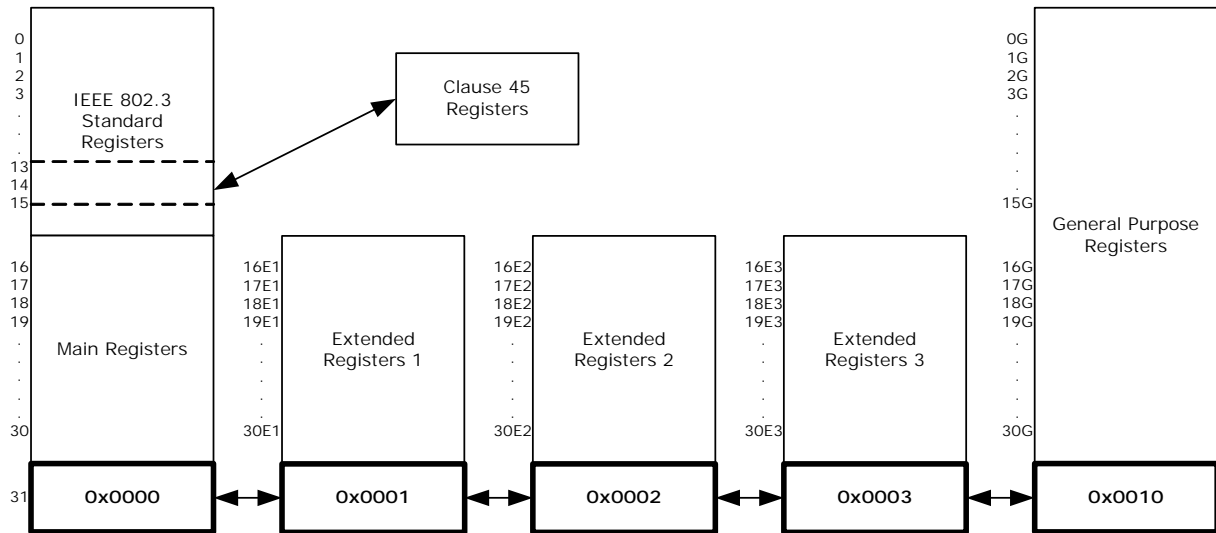 0
1
2
3
.
.
.
13
14
15
IEEE 802.3
Standard
Registers
Clause 45
Registers
16
17
18
19
.
.
.
.
.
30
Main Registers
16E1
17E1
18E1
19E1
.
.
.
.
.
30E1
Extended
Registers 1
16E2
17E2
18E2
19E2
.
.
.
.
.
30E2
Extended
Registers 2
16E3
17E3
18E3
19E3
.
.
.
.
.
30E3
Extended
Registers 3
0G
1G
2G
3G
.
.
.
.
.
15G
16G
17G
18G
19G
.
.
.
.
.
30G
General Purpose
Registers
31
0x0000
0x0001
0x0002
0x0003
0x0010